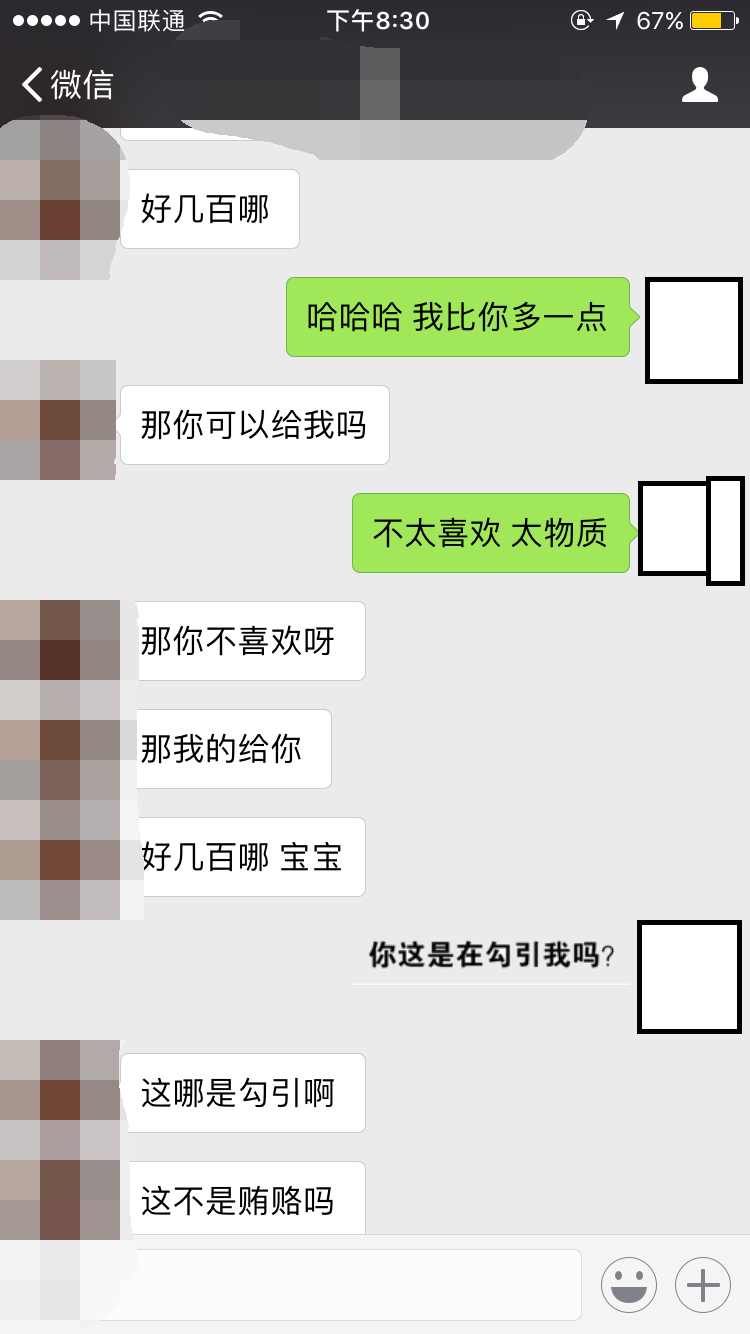 中国联通 下午8:30 67%
微信
好几百哪
哈哈哈 我比你多一点
那你可以给我吗
不太喜欢 太物质
那你不喜欢呀
那我的给你
好几百哪 宝宝
你这是在勾引我吗?
这哪是勾引啊
这不是贿赂吗